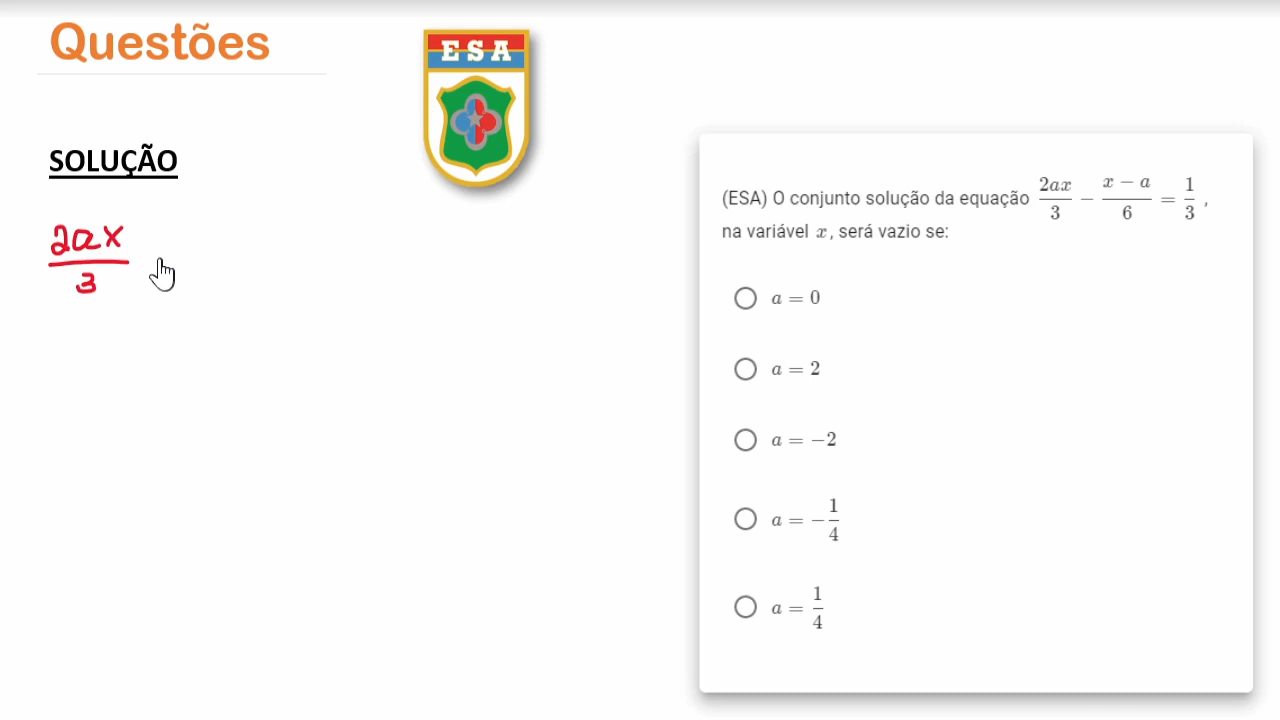 Questões
ESA
SOLUÇÃO
2ax/3
(ESA) O conjunto solução da equação 2ax/3 − x − a/6 = 1/3 ,
na variável x, será vazio se:
a = 0
a = 2
a = −2
a = −1/4
a = 1/4